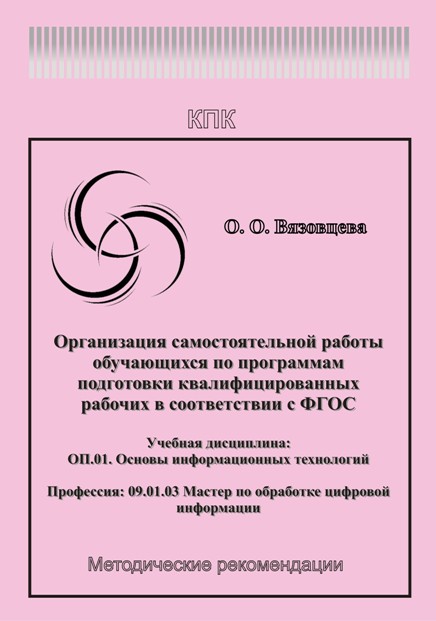 КПК
О. О. Вязовцева
Организация самостоятельной работы
обучающихся по программам
подготовки квалифицированных
рабочих в соответствии с ФГОС
Учебная дисциплина:
ОП.01. Основы информационных технологий
Профессия: 09.01.03 Мастер по обработке цифровой
информации
Методические рекомендации